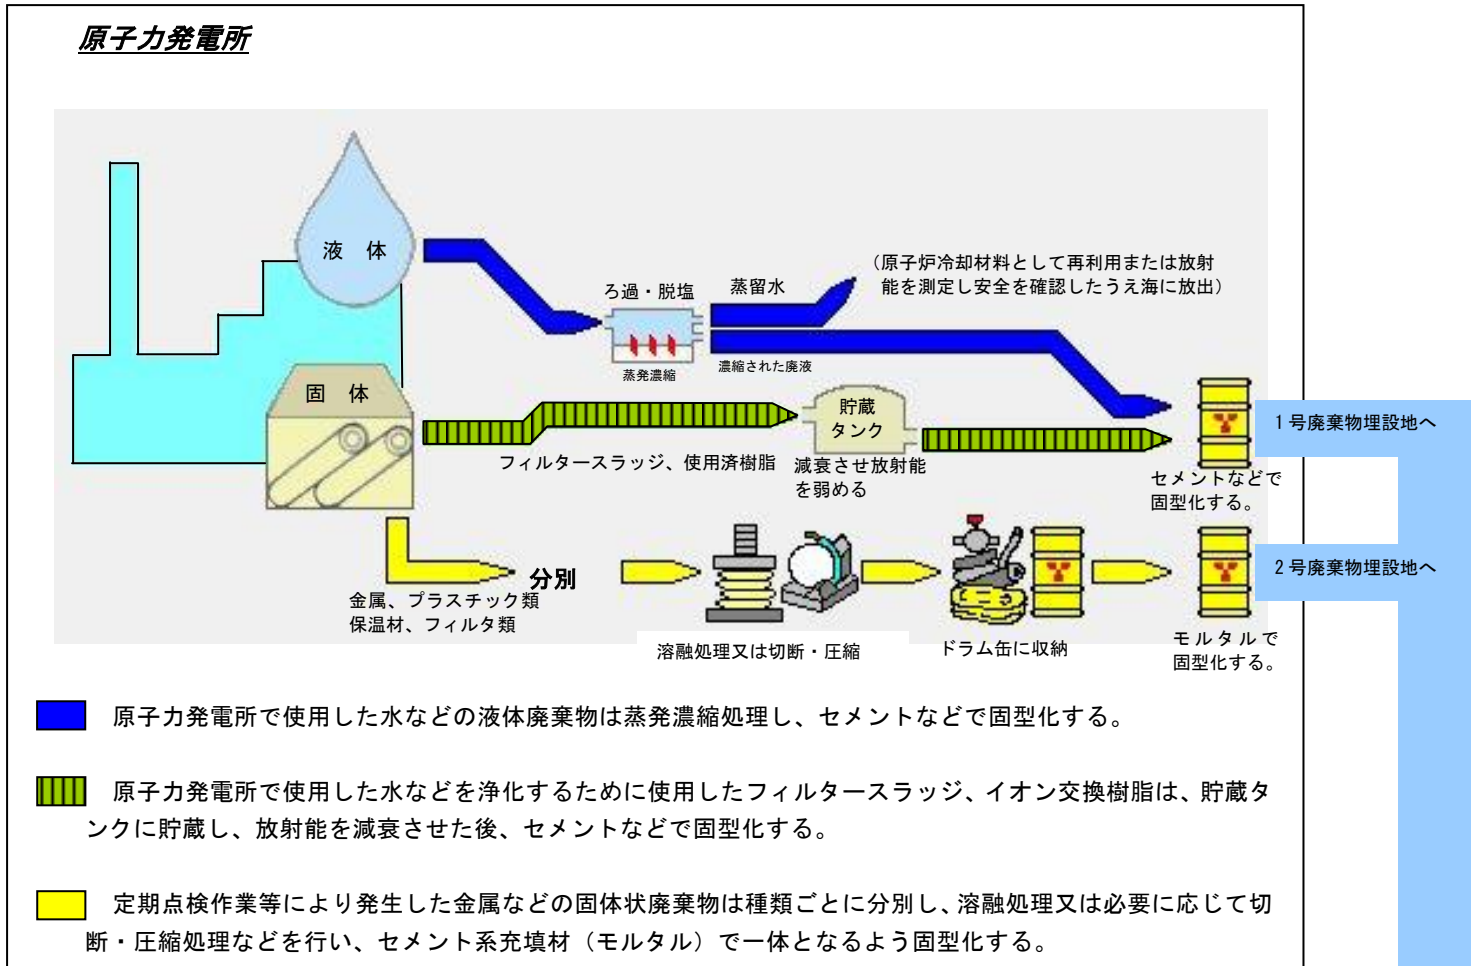 原子力発電所
液 体
ろ過・脱塩
蒸留水
（原子炉冷却材料として再利用または放射
能を測定し安全を確認したうえ海に放出）
蒸発濃縮
濃縮された廃液
固 体
貯蔵
タンク
1号廃棄物埋設地へ
フィルタースラッジ、使用済樹脂
減衰させ放射能
を弱める
セメントなどで
固型化する。
分別
2号廃棄物埋設地へ
金属、プラスチック類
保温材、フィルタ類
溶融処理又は切断・圧縮
ドラム缶に収納
モルタルで
固型化する。
原子力発電所で使用した水などの液体廃棄物は蒸発濃縮処理し、セメントなどで固型化する。
原子力発電所で使用した水などを浄化するために使用したフィルタースラッジ、イオン交換樹脂は、貯蔵タ
ンクに貯蔵し、放射能を減衰させた後、セメントなどで固型化する。
定期点検作業等により発生した金属などの固体状廃棄物は種類ごとに分別し、溶融処理又は必要に応じて切
断・圧縮処理などを行い、セメント系充填材（モルタル）で一体となるよう固型化する。